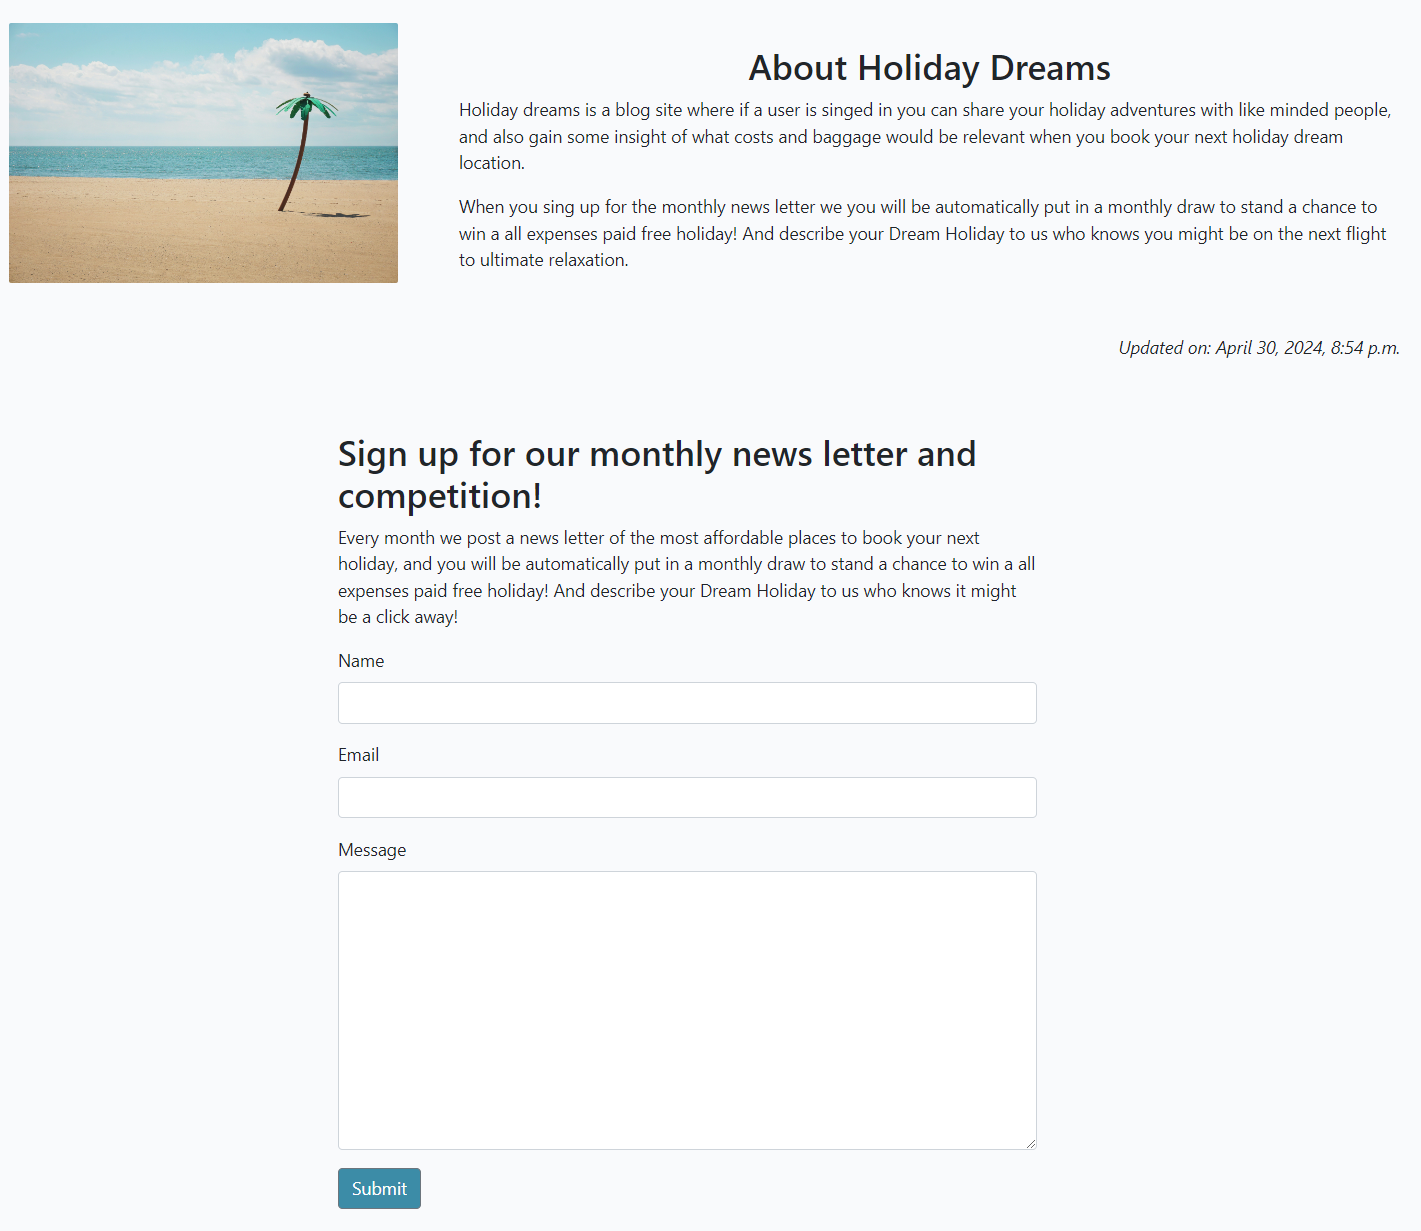 About Holiday Dreams
Holiday dreams is a blog site where if a user is singed in you can share your holiday adventures with like minded people,
and also gain some insight of what costs and baggage would be relevant when you book your next holiday dream
location.
When you sing up for the monthly news letter we you will be automatically put in a monthly draw to stand a chance to
win a all expenses paid free holiday! And describe your Dream Holiday to us who knows you might be on the next flight
to ultimate relaxation.
Updated on: April 30, 2024, 8:54 p.m.
Sign up for our monthly news letter and
competition!
Every month we post a news letter of the most affordable places to book your next
holiday, and you will be automatically put in a monthly draw to stand a chance to win a all
expenses paid free holiday! And describe your Dream Holiday to us who knows it might
be a click away!
Name
Email
Message
Submit